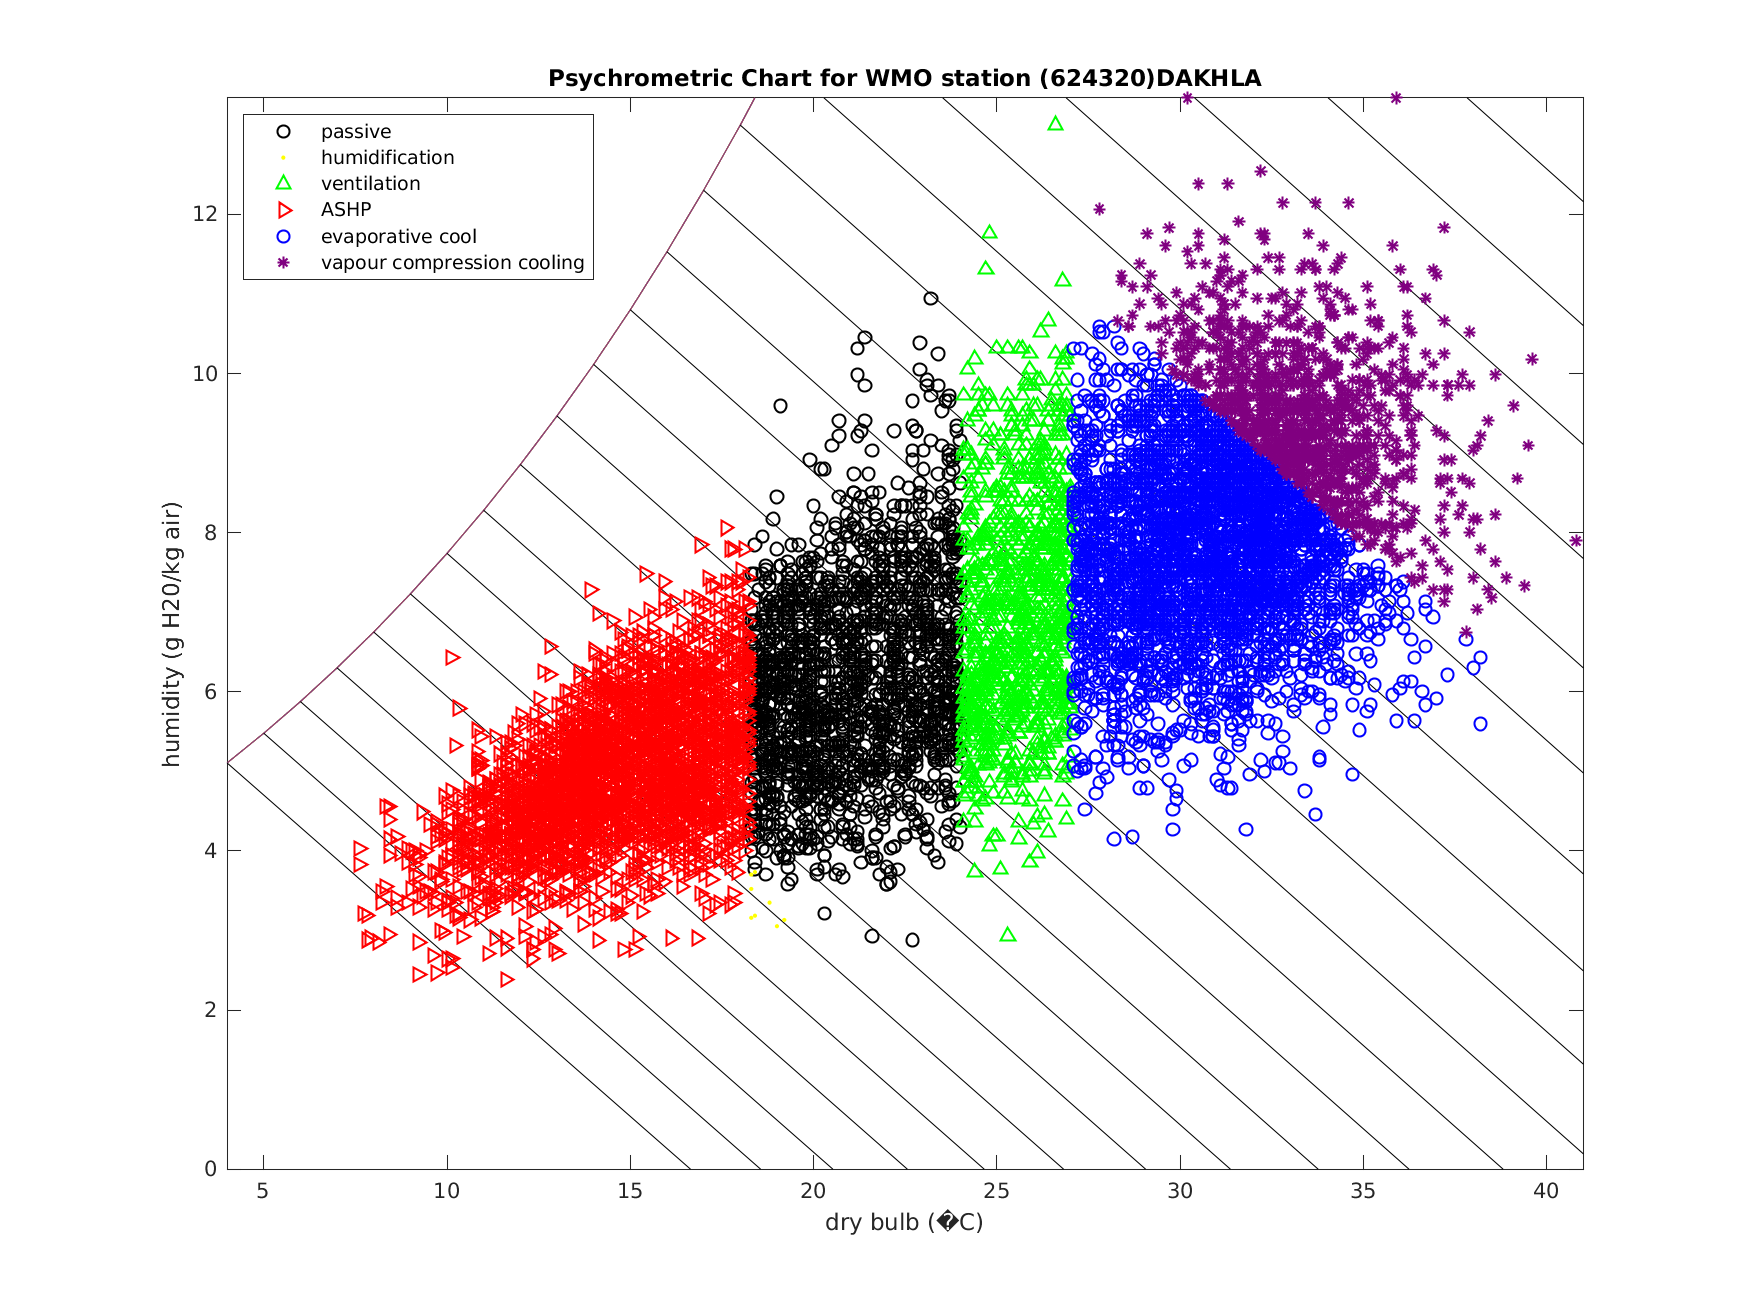 Psychrometric Chart for WMO station (624320)DAKHLA
passive
humidification
ventilation
ASHP
evaporative cool
vapour compression cooling
humidity (g H20/kg air)
12
10
8
6
4
2
0
5 10 15 20 25 30 35 40
dry bulb (�C)